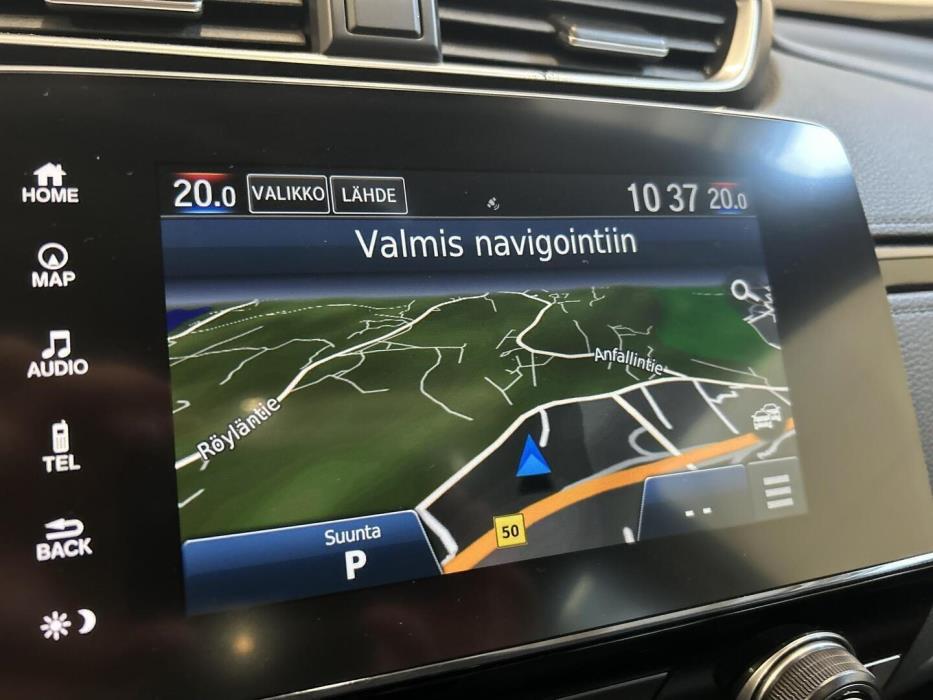 HOME
MAP
AUDIO
TEL
BACK
20.0 VALIKKO LÄHDE 10 37 20.0
Valmis navigointiin
Anfallintie
Röyläntie
50
Suunta
P
--